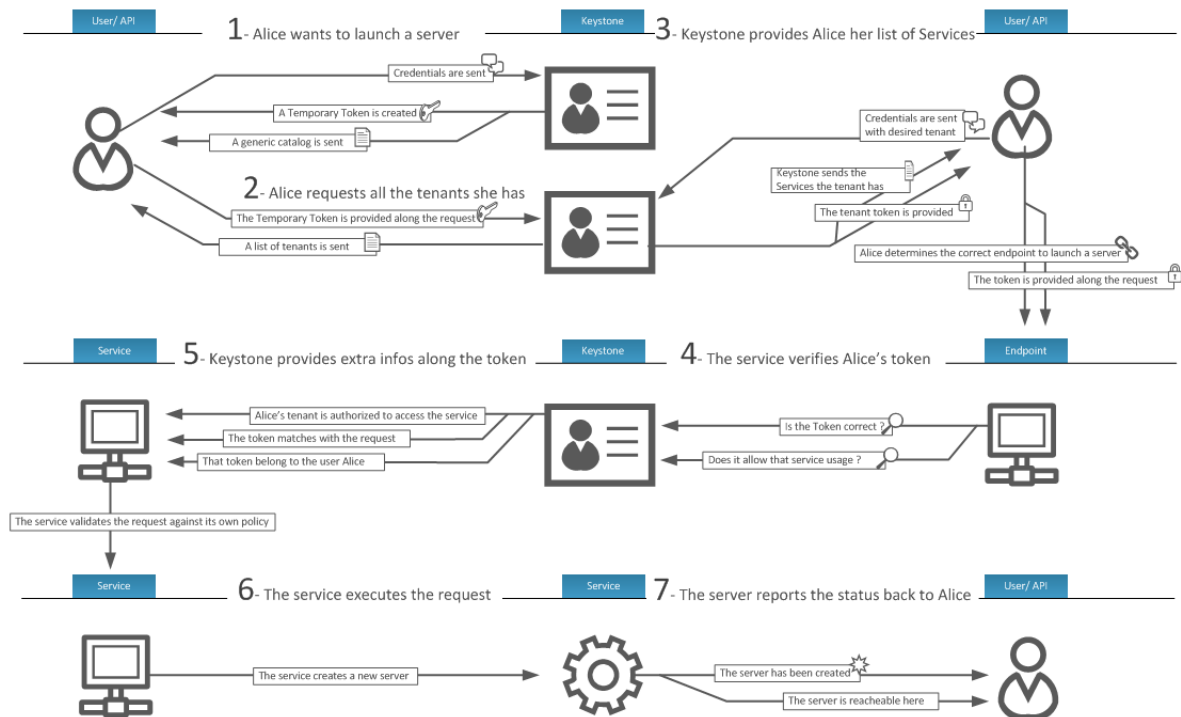 User/ API
1- Alice wants to launch a server
Keystone
3- Keystone provides Alice her list of Services
User/ API
Credentials are sent
A Temporary Token is created
A generic catalog is sent
Credentials are sent
with desired tenant
2- Alice requests all the tenants she has
Keystone sends the
Services the tenant has
The Temporary Token is provided along the request
The tenant token is provided
A list of tenants is sent
Alice determines the correct endpoint to launch a server
The token is provided along the request
Service
5- Keystone provides extra infos along the token
Keystone
4- The service verifies Alice's token
Endpoint
Alice's tenant is authorized to access the service
The token matches with the request
That token belong to the user Alice
Is the Token correct ?
Does it allow that service usage ?
The service validates the request against its own policy
Service
6- The service executes the request
Service
7- The server reports the status back to Alice
User/ API
The service creates a new server
The server has been created
The server is reacheable here